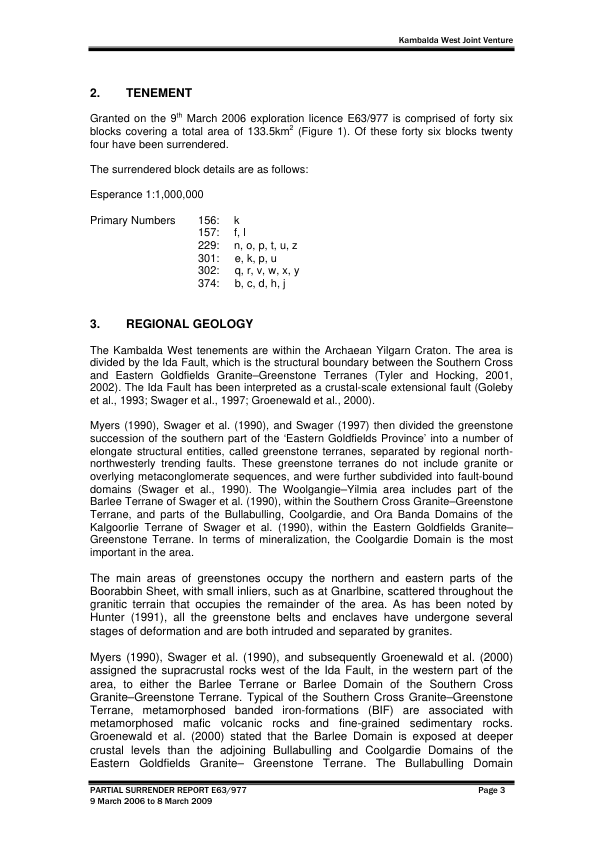 Kambalda West Joint Venture
2. TENEMENT
Granted on the 9th March 2006 exploration licence E63/977 is comprised of forty six
blocks covering a total area of 133.5km2 (Figure 1). Of these forty six blocks twenty
four have been surrendered.
The surrendered block details are as follows:
Esperance 1:1,000,000
Primary Numbers 156: k
157: f, l
229: n, o, p, t, u, z
301: e, k, p, u
302: q, r, v, w, x, y
374: b, c, d, h, j
3. REGIONAL GEOLOGY
The Kambalda West tenements are within the Archaean Yilgarn Craton. The area is
divided by the Ida Fault, which is the structural boundary between the Southern Cross
and Eastern Goldfields Granite–Greenstone Terranes (Tyler and Hocking, 2001,
2002). The Ida Fault has been interpreted as a crustal-scale extensional fault (Goleby
et al., 1993; Swager et al., 1997; Groenewald et al., 2000).
Myers (1990), Swager et al. (1990), and Swager (1997) then divided the greenstone
succession of the southern part of the ‘Eastern Goldfields Province’ into a number of
elongate structural entities, called greenstone terranes, separated by regional north-
northwesterly trending faults. These greenstone terranes do not include granite or
overlying metaconglomerate sequences, and were further subdivided into fault-bound
domains (Swager et al., 1990). The Woolgangie–Yilmia area includes part of the
Barlee Terrane of Swager et al. (1990), within the Southern Cross Granite–Greenstone
Terrane, and parts of the Bullabulling, Coolgardie, and Ora Banda Domains of the
Kalgoorlie Terrane of Swager et al. (1990), within the Eastern Goldfields Granite–
Greenstone Terrane. In terms of mineralization, the Coolgardie Domain is the most
important in the area.
The main areas of greenstones occupy the northern and eastern parts of the
Boorabbin Sheet, with small inliers, such as at Gnarlbine, scattered throughout the
granitic terrain that occupies the remainder of the area. As has been noted by
Hunter (1991), all the greenstone belts and enclaves have undergone several
stages of deformation and are both intruded and separated by granites.
Myers (1990), Swager et al. (1990), and subsequently Groenewald et al. (2000)
assigned the supracrustal rocks west of the Ida Fault, in the western part of the
area, to either the Barlee Terrane or Barlee Domain of the Southern Cross
Granite–Greenstone Terrane. Typical of the Southern Cross Granite–Greenstone
Terrane, metamorphosed banded iron-formations (BIF) are associated with
metamorphosed mafic volcanic rocks and fine-grained sedimentary rocks.
Groenewald et al. (2000) stated that the Barlee Domain is exposed at deeper
crustal levels than the adjoining Bullabulling and Coolgardie Domains of the
Eastern Goldfields Granite– Greenstone Terrane. The Bullabulling Domain
PARTIAL SURRENDER REPORT E63/977 Page 3
9 March 2006 to 8 March 2009